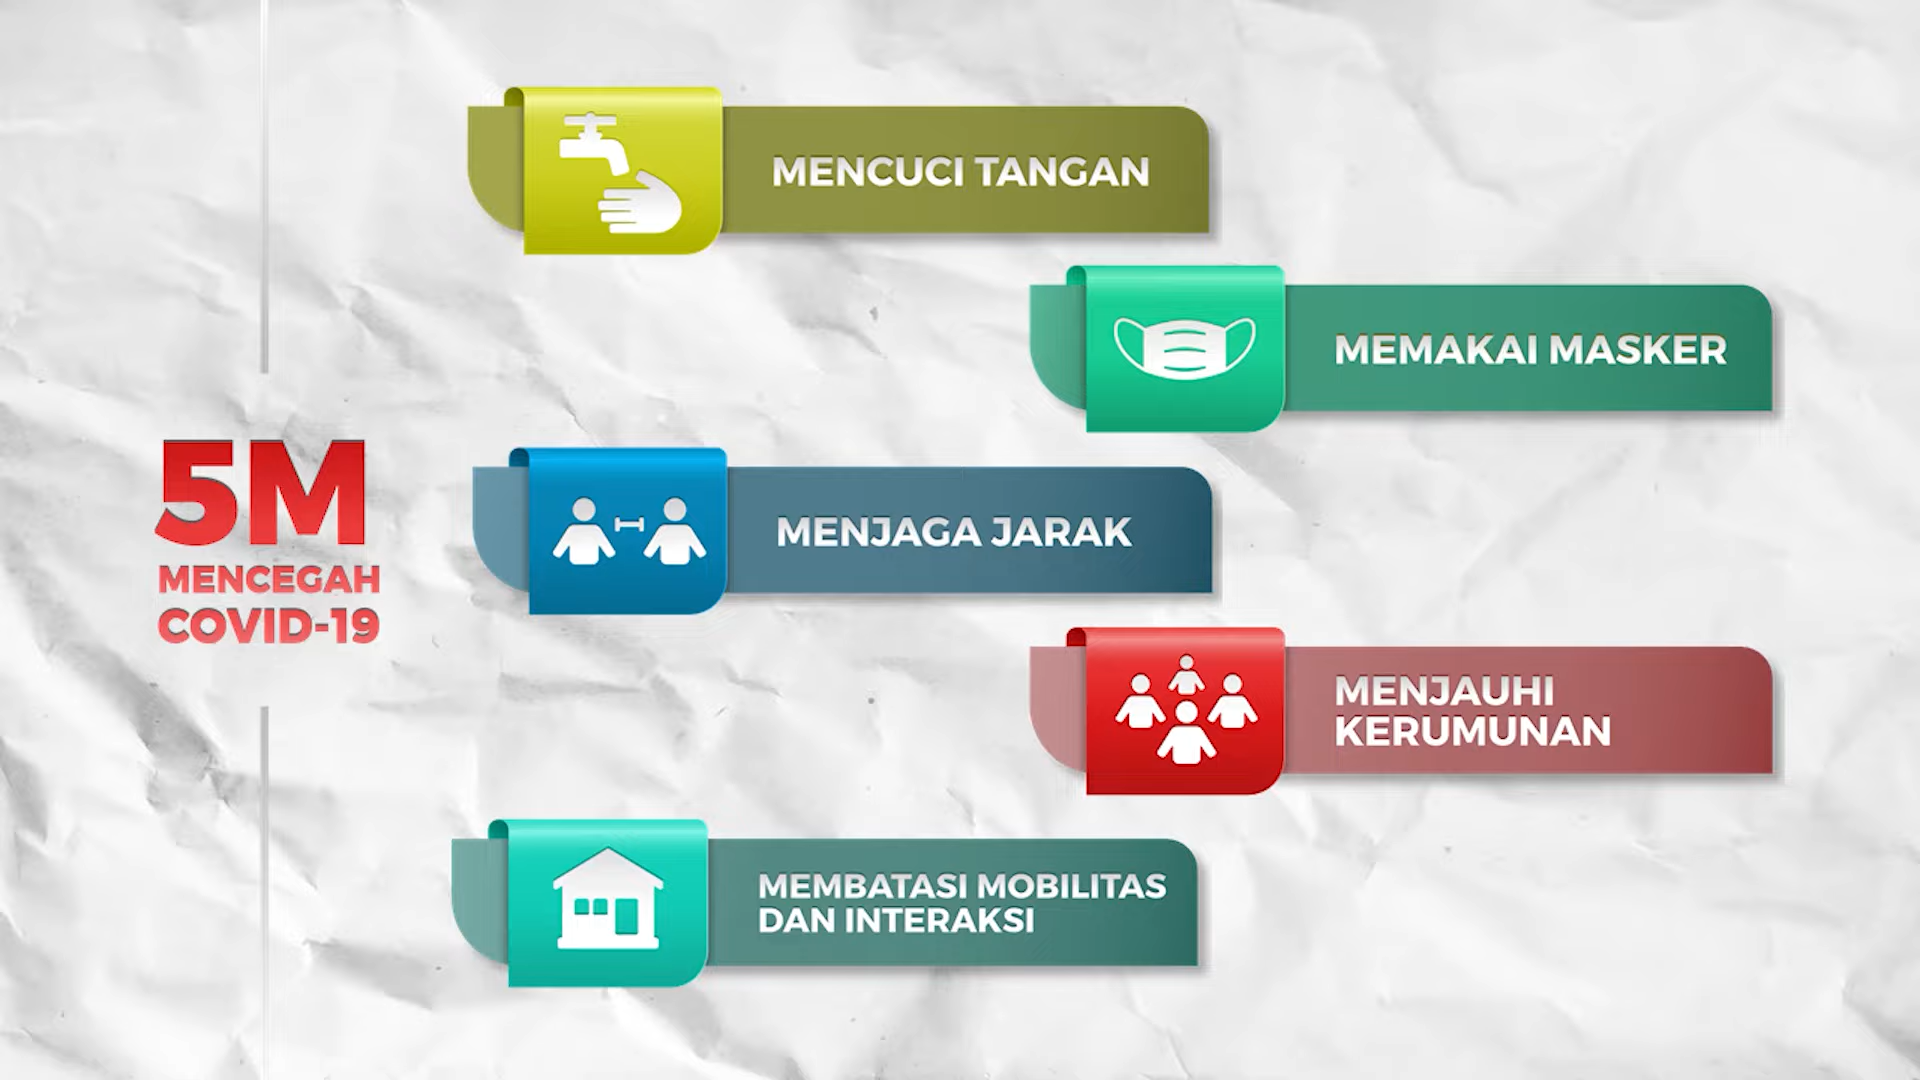 5M
MENCEGAH
COVID-19
MENCUCI TANGAN
MEMAKAI MASKER
MENJAGA JARAK
MENJAUHI
KERUMUNAN
MEMBATASI MOBILITAS
DAN INTERAKSI